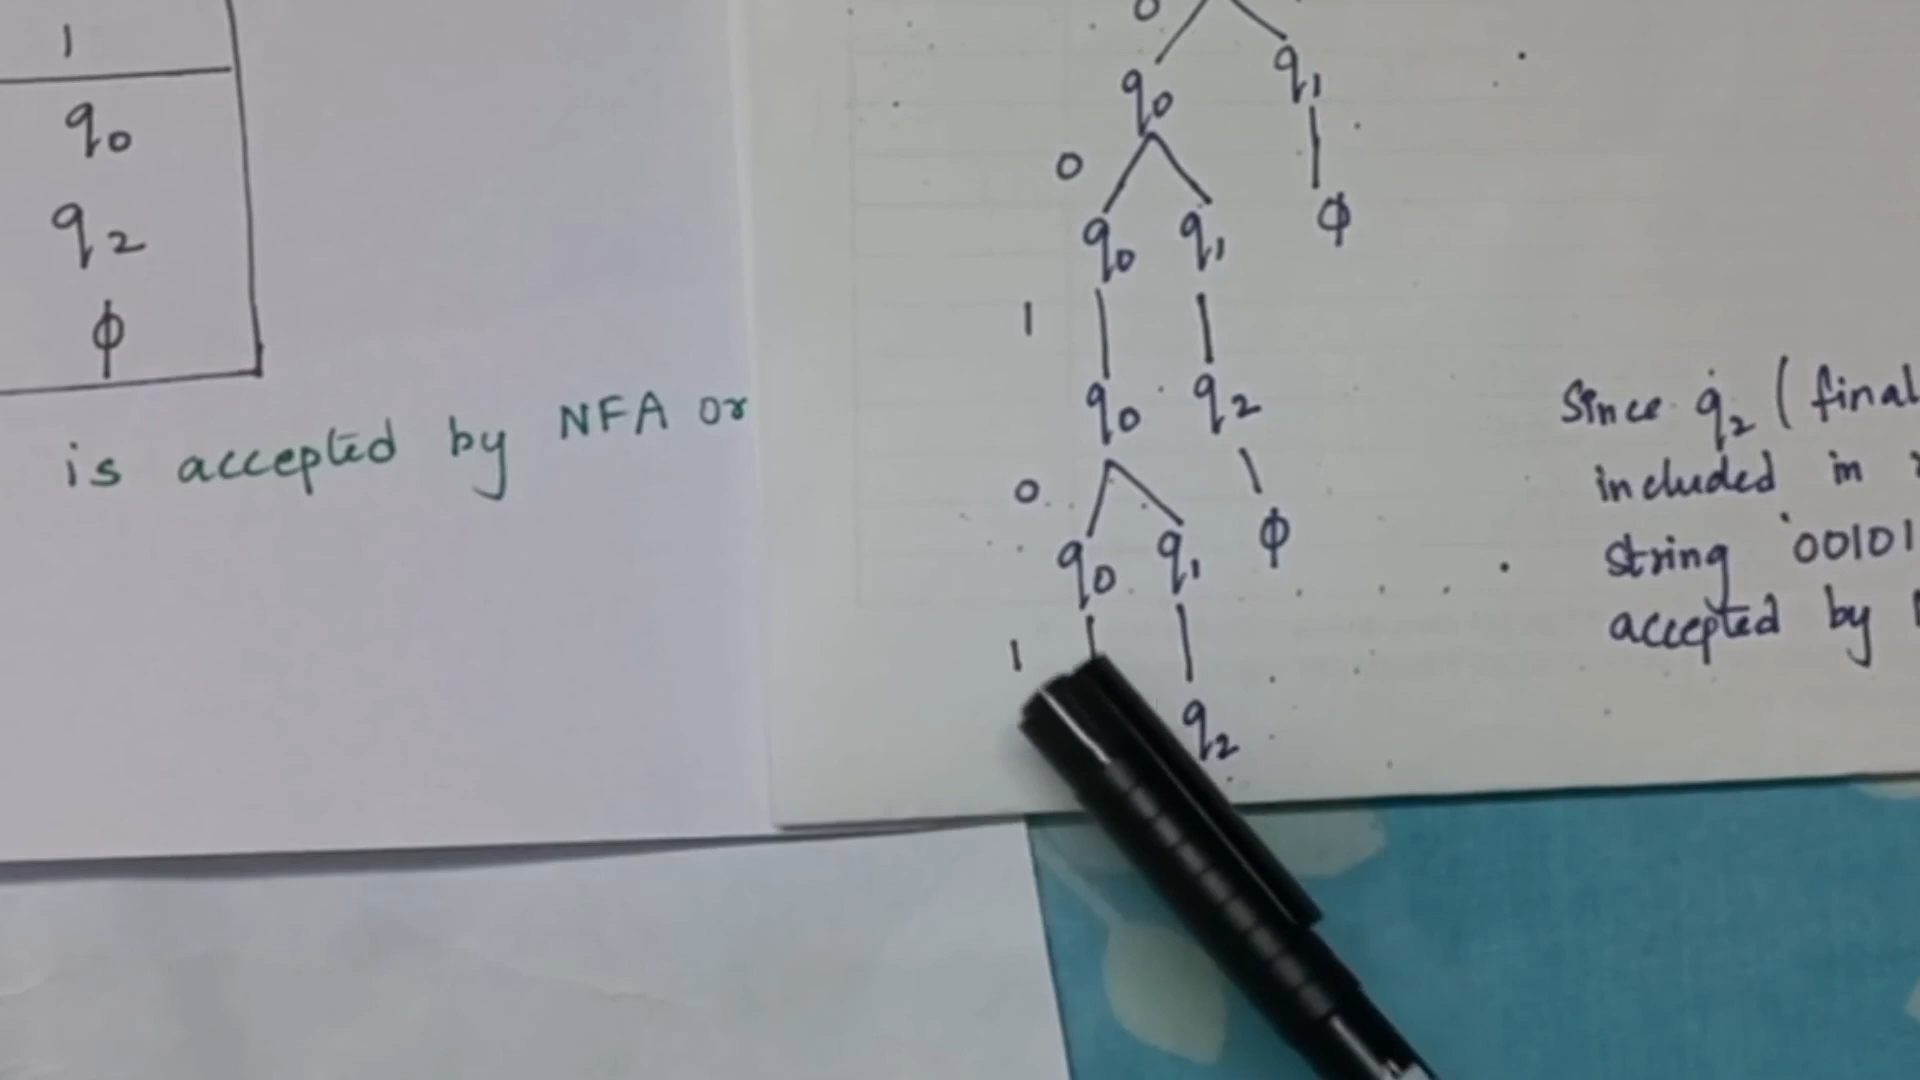 1
q0
q2
φ
is accepted by NFA or
0
q0 q1
0
q0 q1 φ
1
q0 q2
0
q0 q1 φ
1
q2
Since q2 (final
included in
string '00101
accepted by